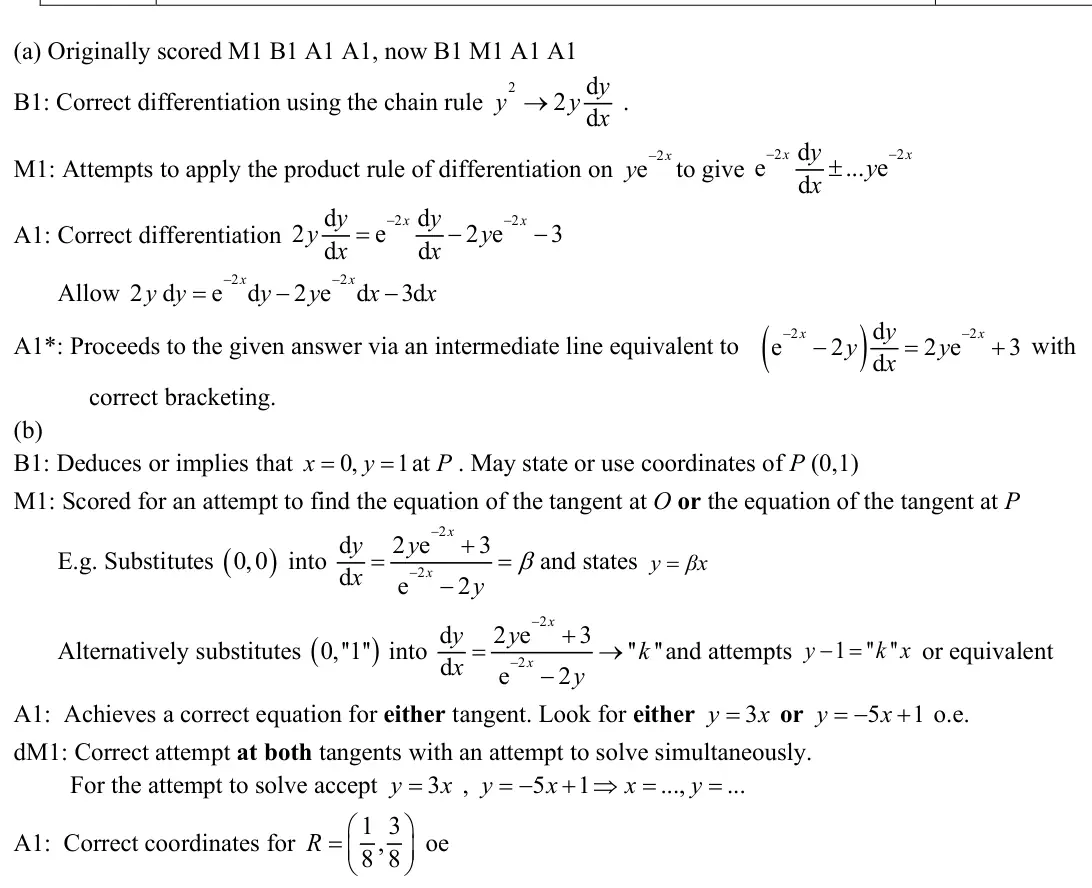 (a) Originally scored M1 B1 A1 A1, now B1 M1 A1 A1
B1: Correct differentiation using the chain rule y² → 2y dy/dx .
M1: Attempts to apply the product rule of differentiation on ye⁻²ˣ to give e⁻²ˣ dy/dx ± ...ye⁻²ˣ
A1: Correct differentiation 2y dy/dx = e⁻²ˣ dy/dx − 2ye⁻²ˣ − 3
Allow 2y dy = e⁻²ˣdy − 2ye⁻²ˣdx − 3dx
A1*: Proceeds to the given answer via an intermediate line equivalent to (e⁻²ˣ − 2y) dy/dx = 2ye⁻²ˣ + 3 with
correct bracketing.
(b)
B1: Deduces or implies that x = 0, y = 1 at P . May state or use coordinates of P (0,1)
M1: Scored for an attempt to find the equation of the tangent at O or the equation of the tangent at P
E.g. Substitutes (0,0) into dy/dx = (2ye⁻²ˣ + 3)/(e⁻²ˣ − 2y) = β and states y = βx
Alternatively substitutes (0,"1") into dy/dx = (2ye⁻²ˣ + 3)/(e⁻²ˣ − 2y) → "k" and attempts y − 1 = "k"x or equivalent
A1: Achieves a correct equation for either tangent. Look for either y = 3x or y = −5x + 1 o.e.
dM1: Correct attempt at both tangents with an attempt to solve simultaneously.
For the attempt to solve accept y = 3x , y = −5x + 1 ⇒ x = ..., y = ...
A1: Correct coordinates for R = (1/8, 3/8) oe